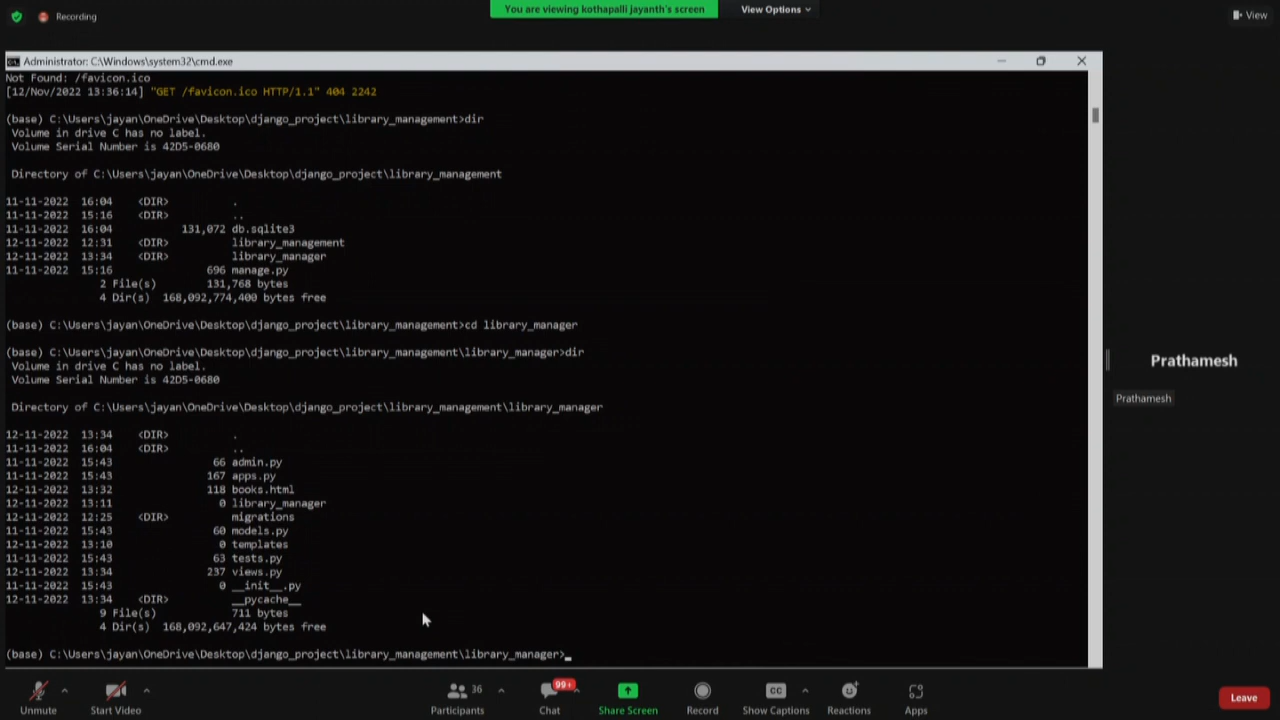 Recording
You are viewing kothapalli jayanth's screen
View Options
View
Administrator: C:\Windows\system32\cmd.exe
Not Found: /favicon.ico
[12/Nov/2022 13:36:14] "GET /favicon.ico HTTP/1.1" 404 2242
(base) C:\Users\jayan\OneDrive\Desktop\django_project\library_management>dir
Volume in drive C has no label.
Volume Serial Number is 42D5-0680
Directory of C:\Users\jayan\OneDrive\Desktop\django_project\library_management
11-11-2022 16:04 <DIR> .
11-11-2022 15:16 <DIR> ..
11-11-2022 16:04 131,072 db.sqlite3
12-11-2022 12:31 <DIR> library_management
12-11-2022 13:34 <DIR> library_manager
11-11-2022 15:16 696 manage.py
2 File(s) 131,768 bytes
4 Dir(s) 168,092,774,400 bytes free
(base) C:\Users\jayan\OneDrive\Desktop\django_project\library_management>cd library_manager
(base) C:\Users\jayan\OneDrive\Desktop\django_project\library_management\library_manager>dir
Volume in drive C has no label.
Volume Serial Number is 42D5-0680
Directory of C:\Users\jayan\OneDrive\Desktop\django_project\library_management\library_manager
12-11-2022 13:34 <DIR> .
11-11-2022 16:04 <DIR> ..
11-11-2022 15:43 66 admin.py
11-11-2022 15:43 167 apps.py
12-11-2022 13:32 118 books.html
12-11-2022 13:11 0 library_manager
12-11-2022 12:25 <DIR> migrations
11-11-2022 15:43 60 models.py
12-11-2022 13:10 0 templates
11-11-2022 15:43 63 tests.py
12-11-2022 13:34 237 views.py
11-11-2022 15:43 0 __init__.py
12-11-2022 13:34 <DIR> __pycache__
9 File(s) 711 bytes
4 Dir(s) 168,092,647,424 bytes free
(base) C:\Users\jayan\OneDrive\Desktop\django_project\library_management\library_manager>_
Prathamesh
Prathamesh
Unmute
Start Video
36
Participants
99+
Chat
Share Screen
Record
CC
Show Captions
Reactions
Apps
Leave